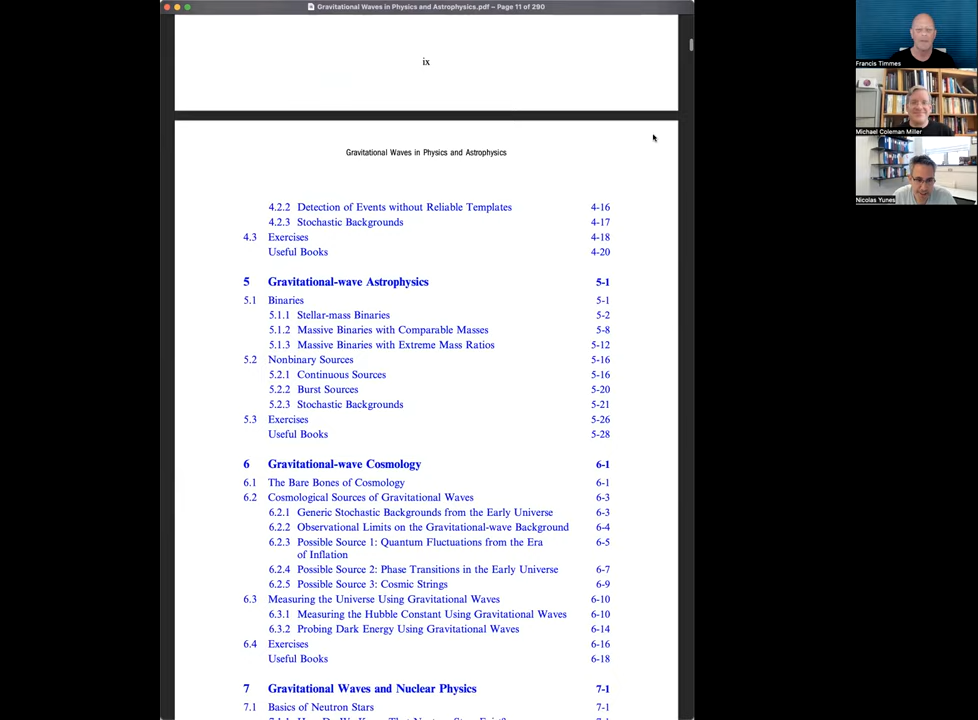 Gravitational Waves in Physics and Astrophysics.pdf – Page 11 of 290
ix
Gravitational Waves in Physics and Astrophysics
4.2.2 Detection of Events without Reliable Templates 4-16
4.2.3 Stochastic Backgrounds 4-17
4.3 Exercises 4-18
Useful Books 4-20
5 Gravitational-wave Astrophysics 5-1
5.1 Binaries 5-1
5.1.1 Stellar-mass Binaries 5-2
5.1.2 Massive Binaries with Comparable Masses 5-8
5.1.3 Massive Binaries with Extreme Mass Ratios 5-12
5.2 Nonbinary Sources 5-16
5.2.1 Continuous Sources 5-16
5.2.2 Burst Sources 5-20
5.2.3 Stochastic Backgrounds 5-21
5.3 Exercises 5-26
Useful Books 5-28
6 Gravitational-wave Cosmology 6-1
6.1 The Bare Bones of Cosmology 6-1
6.2 Cosmological Sources of Gravitational Waves 6-3
6.2.1 Generic Stochastic Backgrounds from the Early Universe 6-3
6.2.2 Observational Limits on the Gravitational-wave Background 6-4
6.2.3 Possible Source 1: Quantum Fluctuations from the Era 6-5
of Inflation
6.2.4 Possible Source 2: Phase Transitions in the Early Universe 6-7
6.2.5 Possible Source 3: Cosmic Strings 6-9
6.3 Measuring the Universe Using Gravitational Waves 6-10
6.3.1 Measuring the Hubble Constant Using Gravitational Waves 6-10
6.3.2 Probing Dark Energy Using Gravitational Waves 6-14
6.4 Exercises 6-16
Useful Books 6-18
7 Gravitational Waves and Nuclear Physics 7-1
7.1 Basics of Neutron Stars 7-1
Francis Timmes
Michael Coleman Miller
Nicolas Yunes